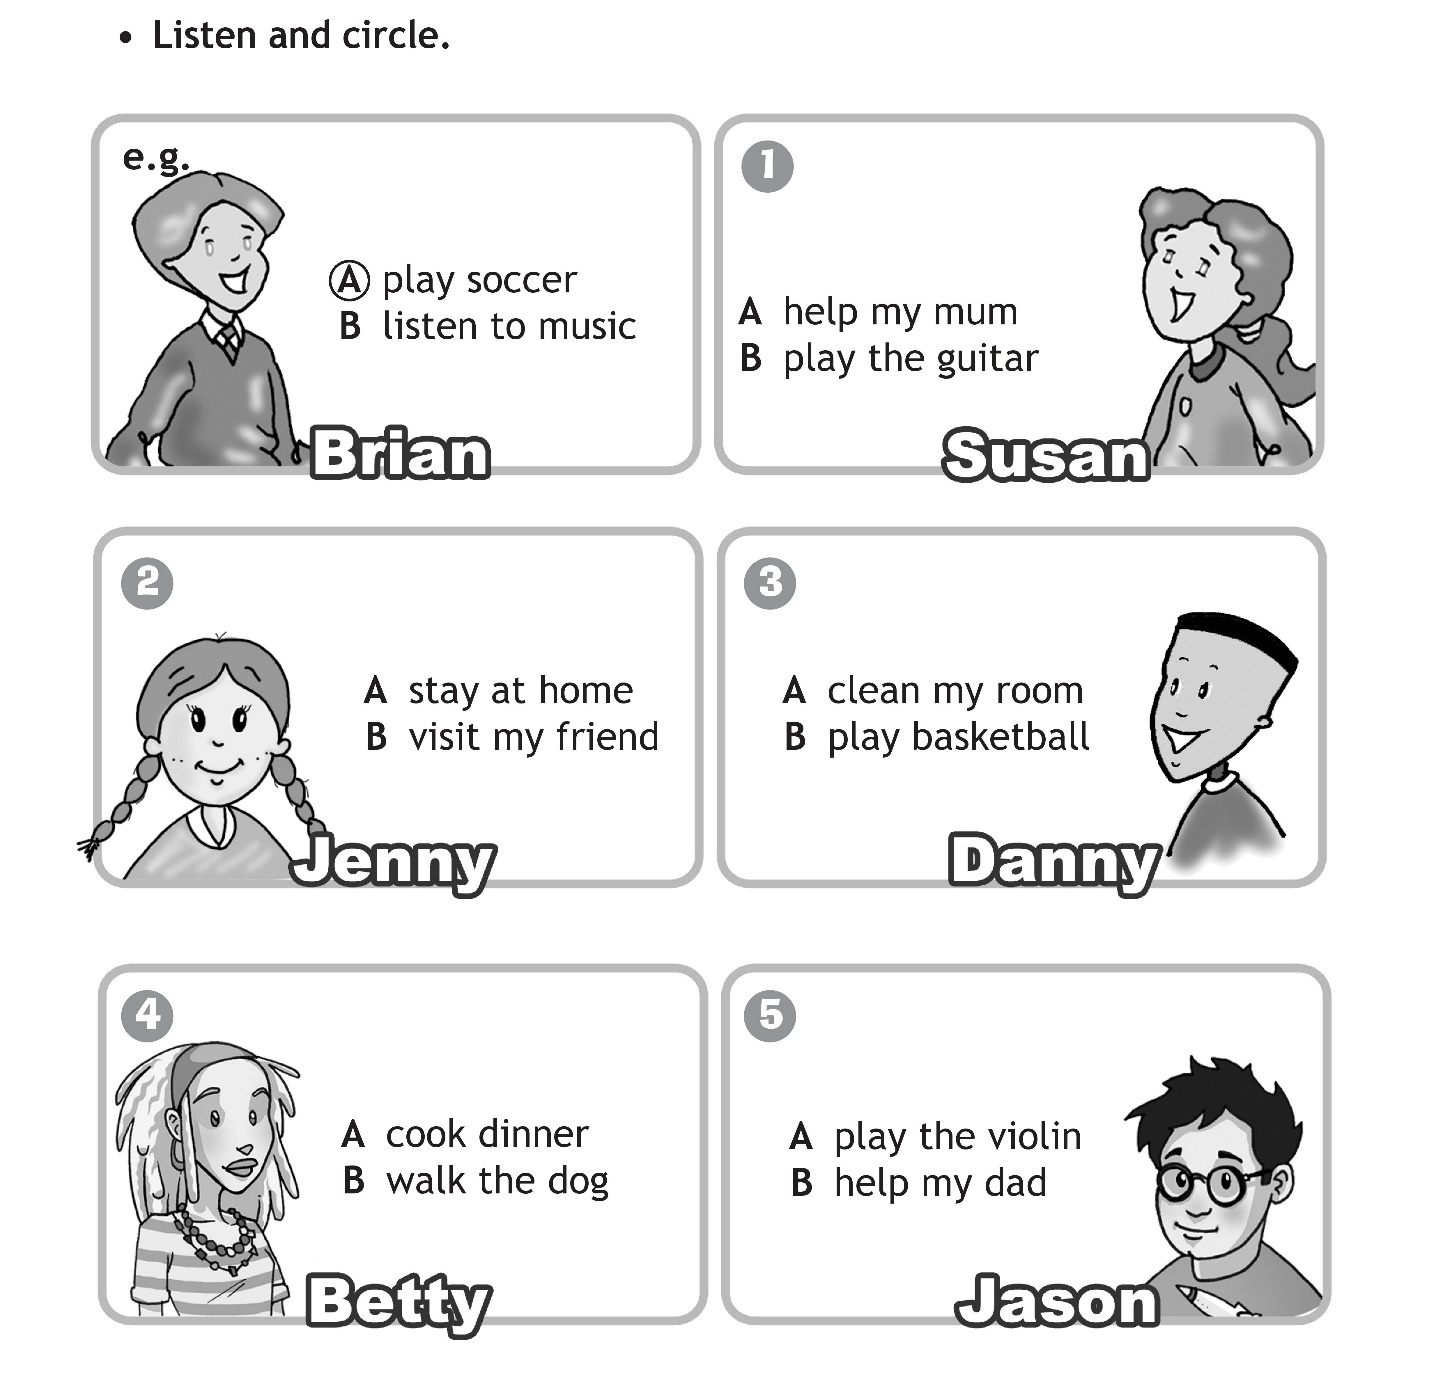 • Listen and circle.
e.g.
A play soccer
B listen to music
Brian
1
A help my mum
B play the guitar
Susan
2
A stay at home
B visit my friend
Jenny
3
A clean my room
B play basketball
Danny
4
A cook dinner
B walk the dog
Betty
5
A play the violin
B help my dad
Jason